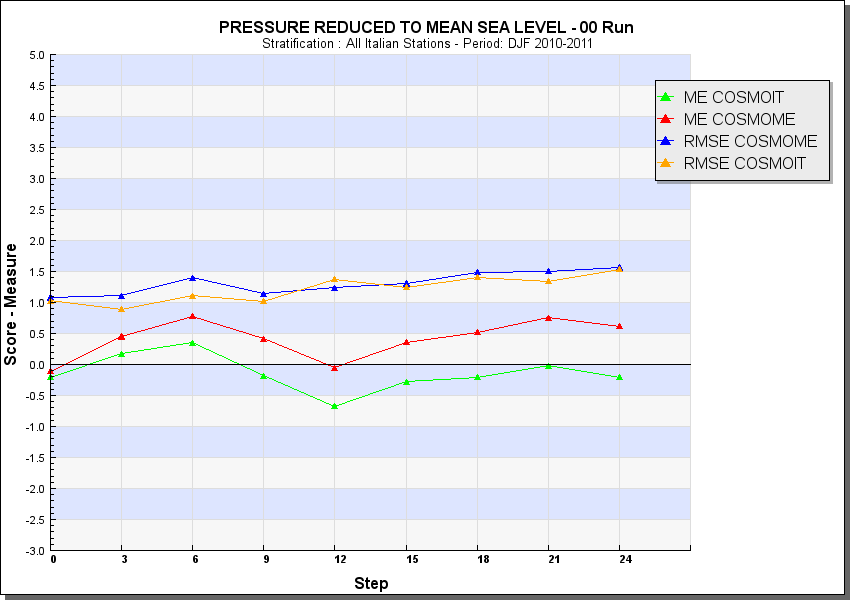 PRESSURE REDUCED TO MEAN SEA LEVEL - 00 Run
Stratification : All Italian Stations - Period: DJF 2010-2011
ME COSMOIT
ME COSMOME
RMSE COSMOME
RMSE COSMOIT
Score - Measure
5.0
4.5
4.0
3.5
3.0
2.5
2.0
1.5
1.0
0.5
0.0
-0.5
-1.0
-1.5
-2.0
-2.5
-3.0
0 3 6 9 12 15 18 21 24
Step